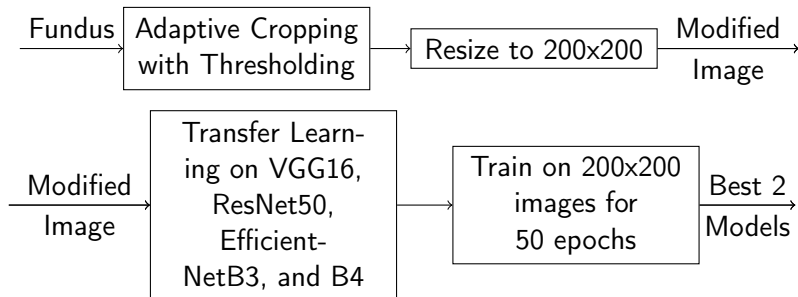 Fundus
Adaptive Cropping
with Thresholding
Resize to 200x200
Modified
Image
Modified
Image
Transfer Learn-
ing on VGG16,
ResNet50,
Efficient-
NetB3, and B4
Train on 200x200
images for
50 epochs
Best 2
Models